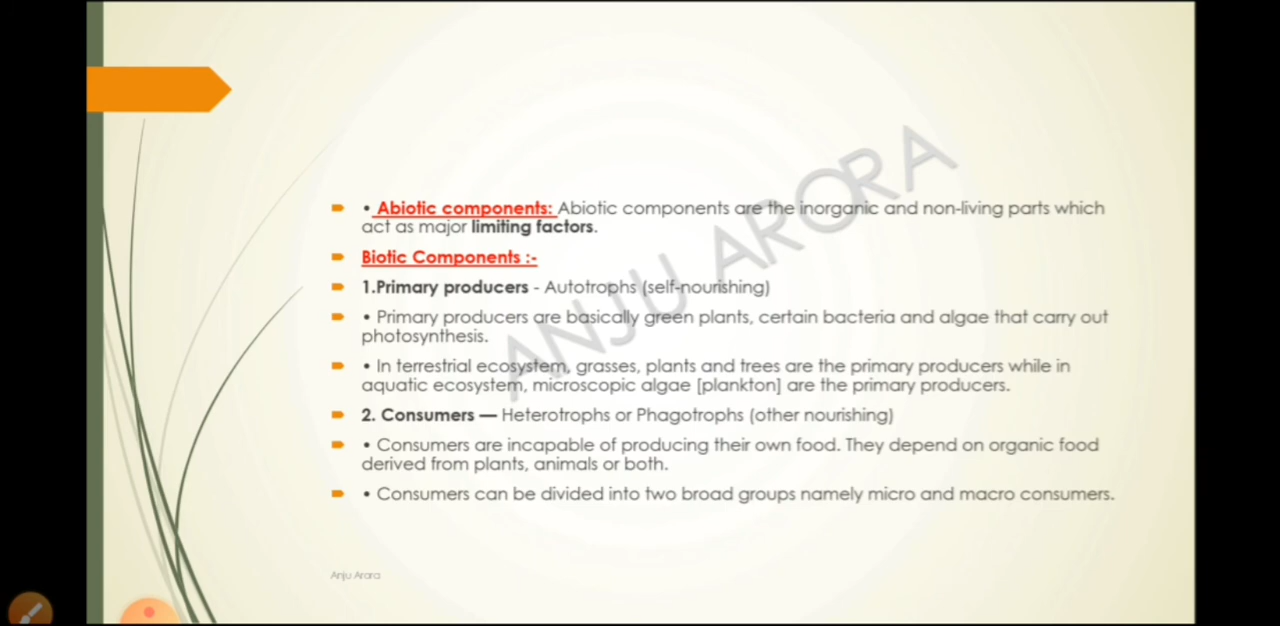 • Abiotic components: Abiotic components are the inorganic and non-living parts which
act as major limiting factors.
Biotic Components :-
1.Primary producers - Autotrophs (self-nourishing)
• Primary producers are basically green plants, certain bacteria and algae that carry out
photosynthesis.
• In terrestrial ecosystem, grasses, plants and trees are the primary producers while in
aquatic ecosystem, microscopic algae [plankton] are the primary producers.
2. Consumers — Heterotrophs or Phagotrophs (other nourishing)
• Consumers are incapable of producing their own food. They depend on organic food
derived from plants, animals or both.
• Consumers can be divided into two broad groups namely micro and macro consumers.
ANJU ARORA
Anju Arora